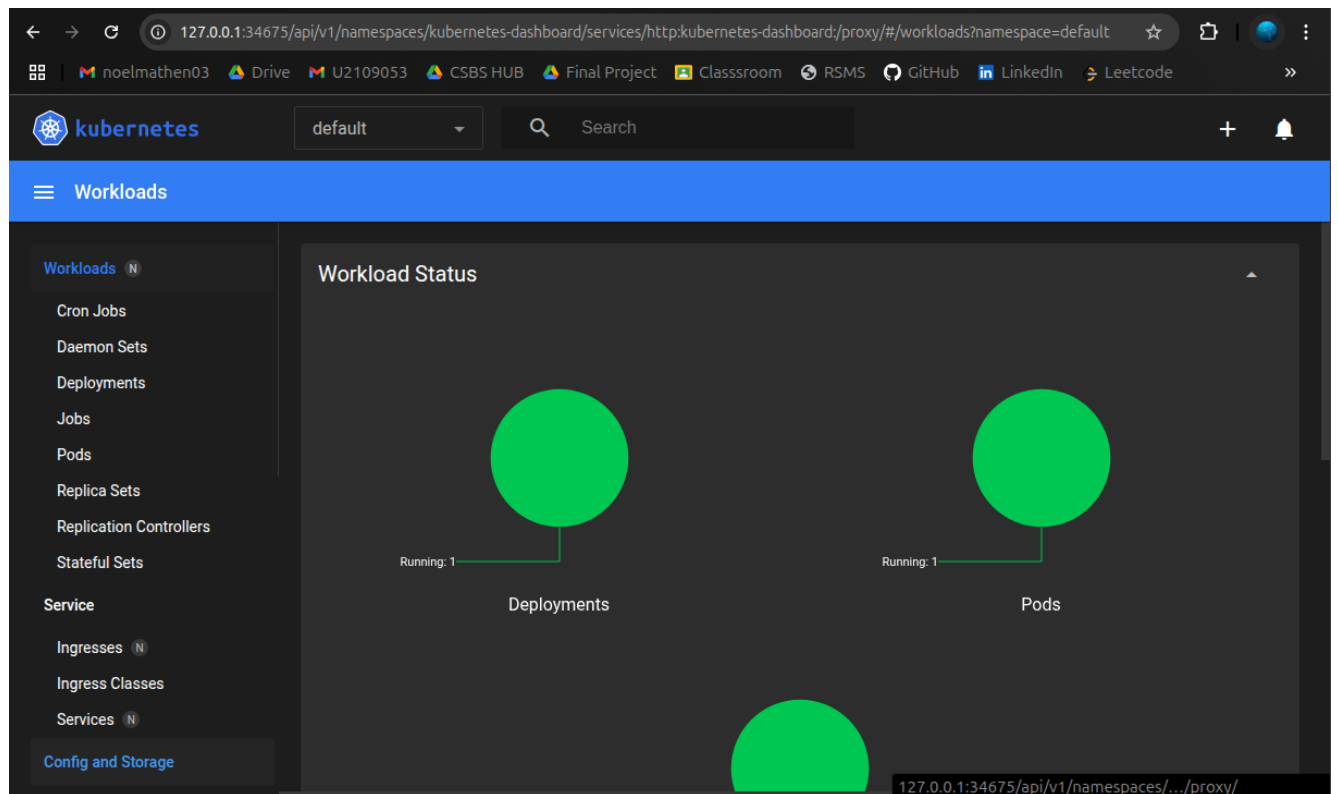 127.0.0.1:34675/api/v1/namespaces/kubernetes-dashboard/services/http:kubernetes-dashboard:/proxy/#/workloads?namespace=default
noelmathen03 Drive U2109053 CSBS HUB Final Project Classsroom RSMS GitHub LinkedIn Leetcode »
kubernetes default Search
Workloads
Workloads N
Workload Status
Cron Jobs
Daemon Sets
Deployments
Jobs
Pods
Replica Sets
Replication Controllers
Stateful Sets
Running: 1 Running: 1
Deployments Pods
Service
Ingresses N
Ingress Classes
Services N
Config and Storage
127.0.0.1:34675/api/v1/namespaces/.../proxy/